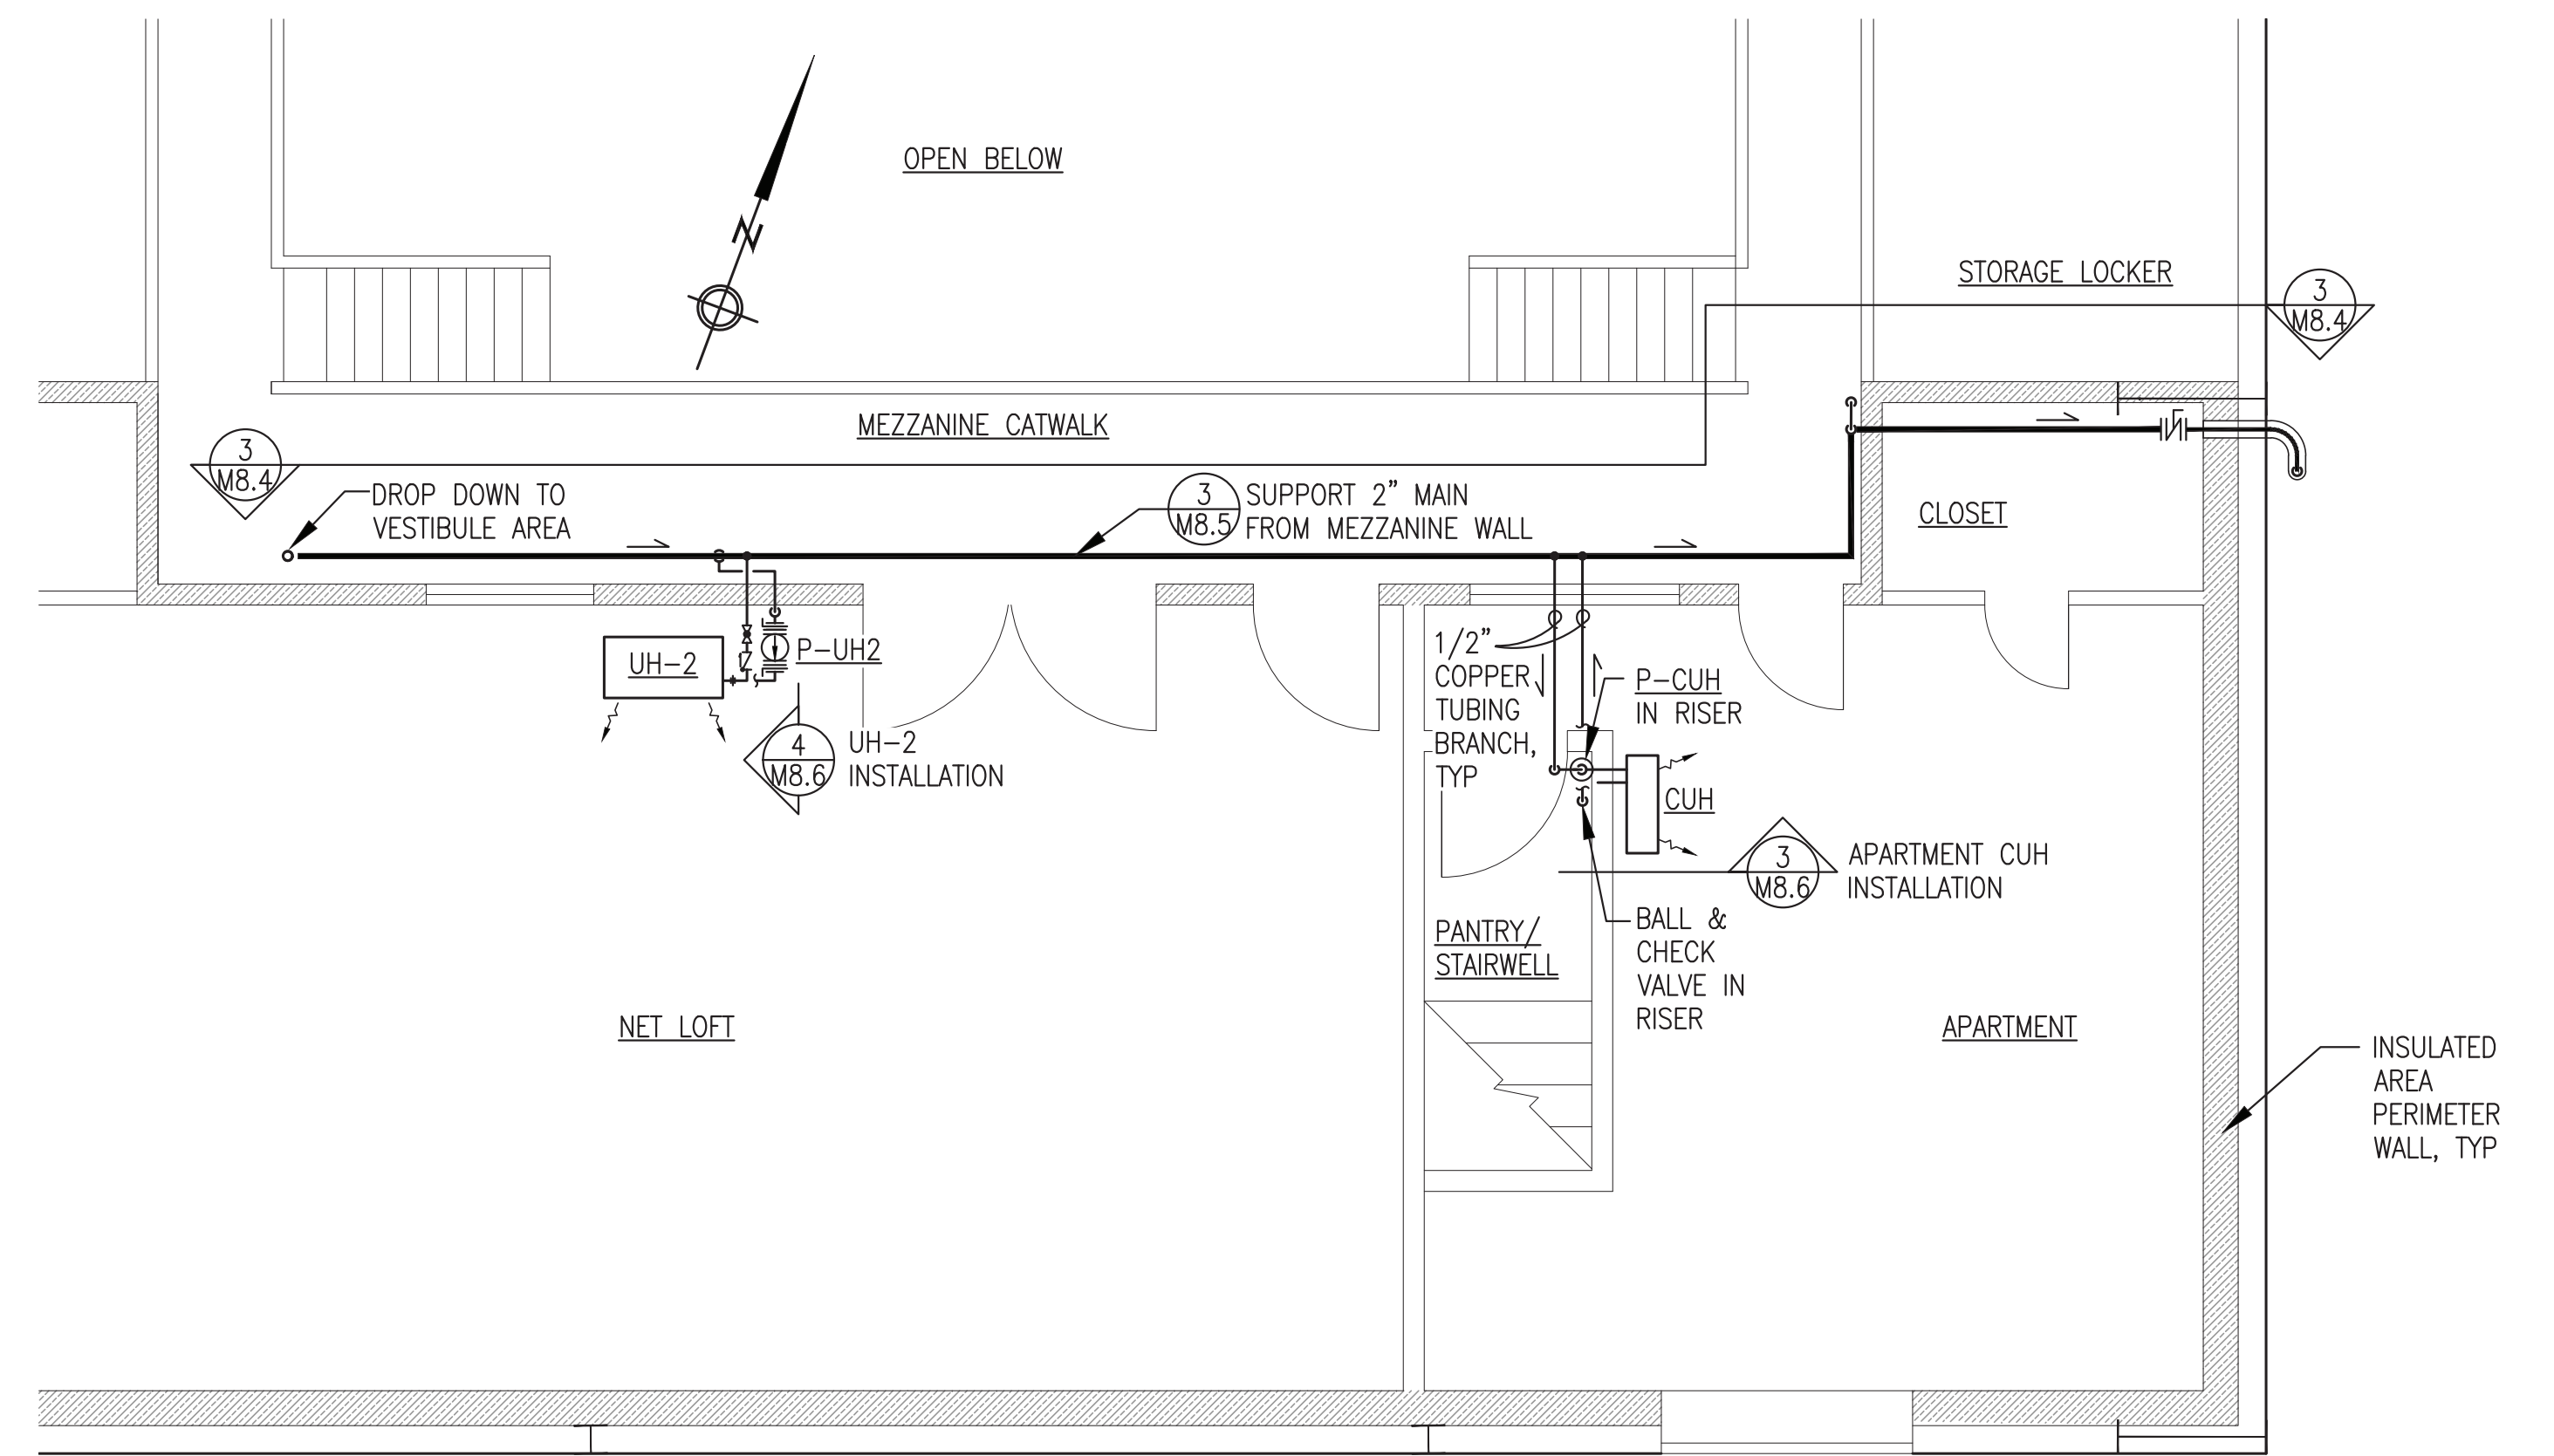 OPEN BELOW
N
STORAGE LOCKER
3
M8.4
MEZZANINE CATWALK
3
M8.4
DROP DOWN TO
VESTIBULE AREA
3
M8.5
SUPPORT 2” MAIN
FROM MEZZANINE WALL
CLOSET
UH-2
P-UH2
1/2”
COPPER
TUBING
BRANCH,
TYP
P-CUH
IN RISER
4
M8.6
UH-2
INSTALLATION
CUH
3
M8.6
APARTMENT CUH
INSTALLATION
PANTRY/
STAIRWELL
BALL &
CHECK
VALVE IN
RISER
NET LOFT
APARTMENT
INSULATED
AREA
PERIMETER
WALL, TYP